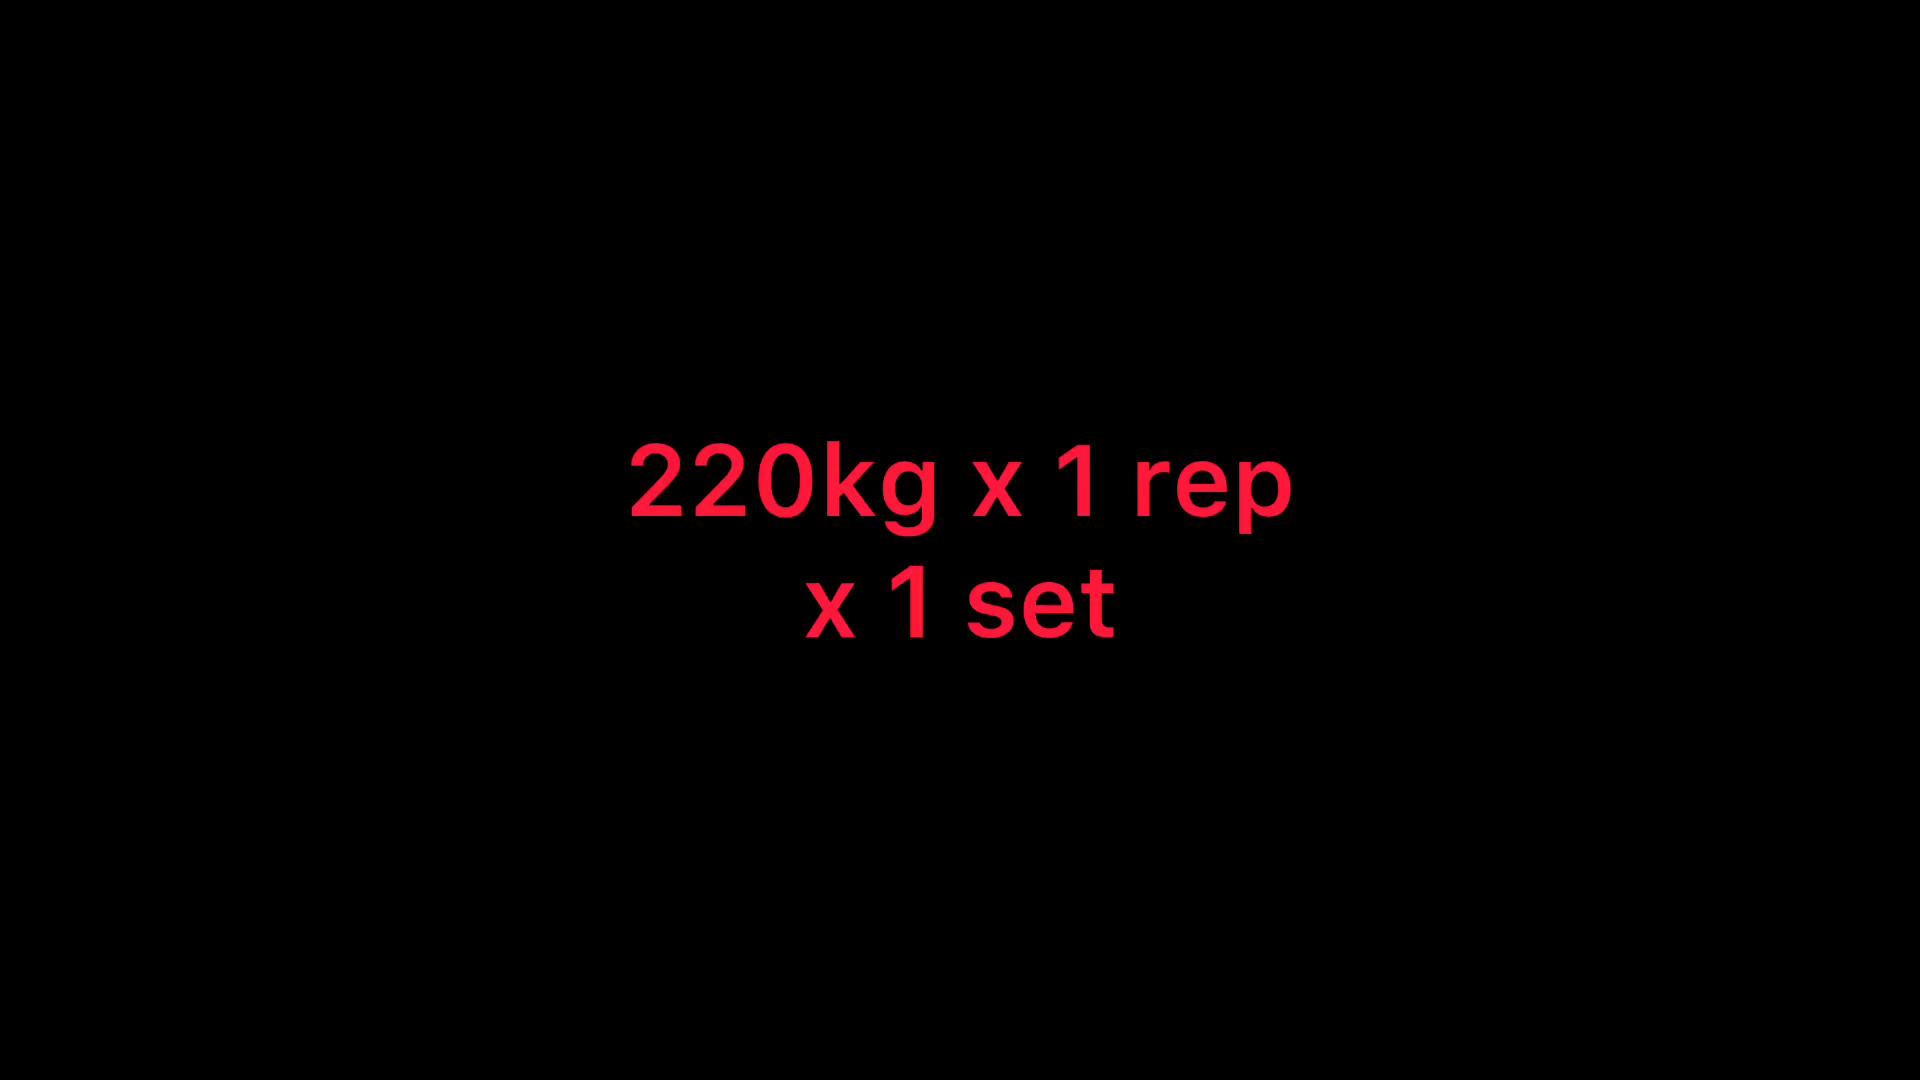 220kg x 1 rep
x 1 set